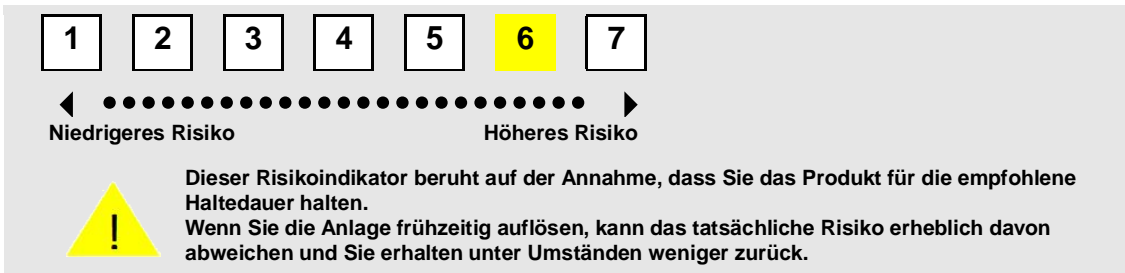 1 2 3 4 5 6 7
Niedrigeres Risiko Höheres Risiko
Dieser Risikoindikator beruht auf der Annahme, dass Sie das Produkt für die empfohlene
Haltedauer halten.
Wenn Sie die Anlage frühzeitig auflösen, kann das tatsächliche Risiko erheblich davon
abweichen und Sie erhalten unter Umständen weniger zurück.
!